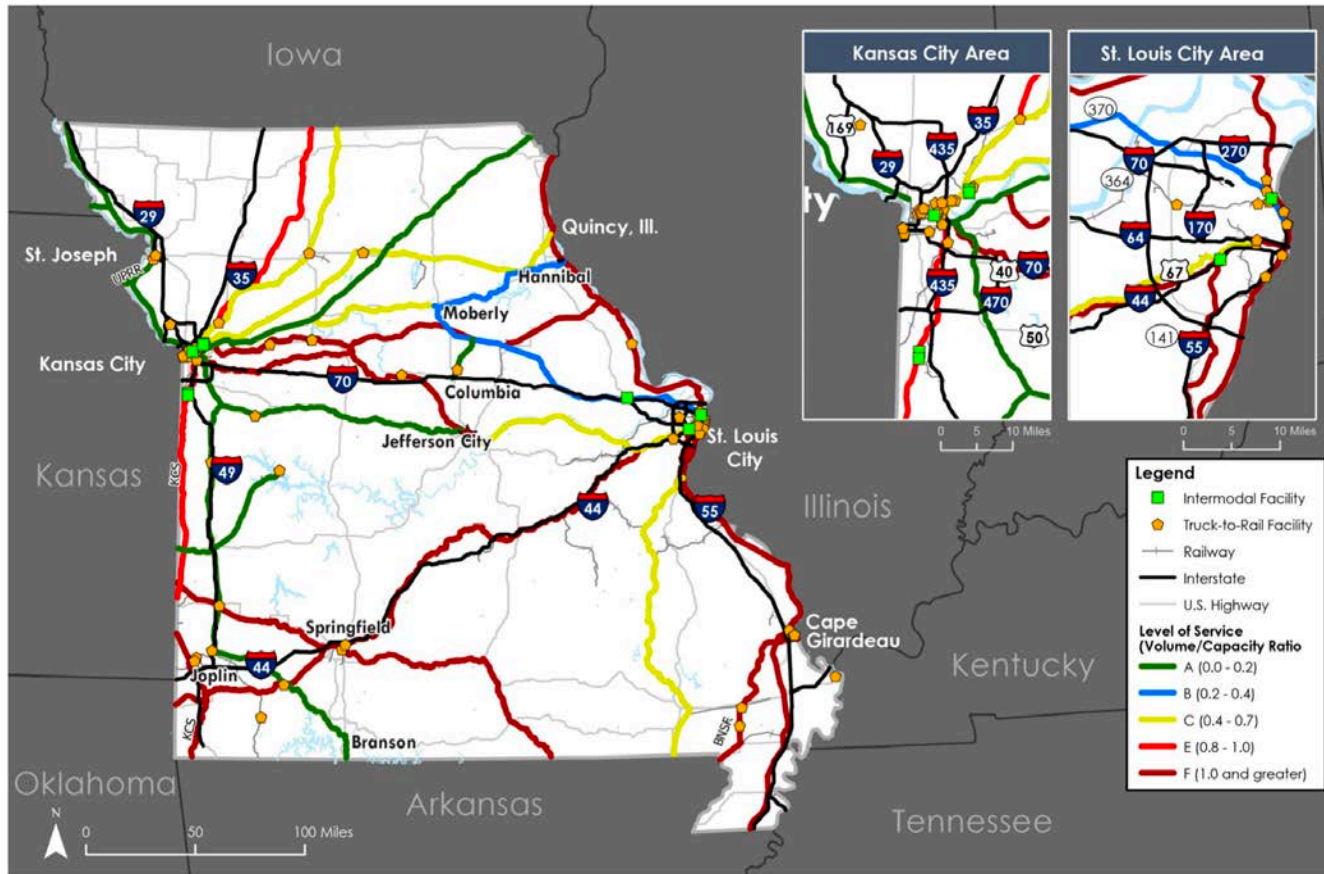 Iowa
29
St. Joseph
UPRR
35
Quincy, Ill.
Hannibal
Moberly
Kansas City
70
Columbia
Jefferson City
St. Louis
City
Kansas
KCS
49
44
55
Illinois
Springfield
Cape
Girardeau
Kentucky
44
Joplin
KCS
BNSF
Branson
Oklahoma
Arkansas
Tennessee
N
0 50 100 Miles
Kansas City Area
169
35
435
29
ty
40
70
435
470
50
0 5 10 Miles
St. Louis City Area
370
70
270
364
64
170
67
44
141
55
0 5 10 Miles
Legend
Intermodal Facility
Truck-to-Rail Facility
Railway
Interstate
U.S. Highway
Level of Service
(Volume/Capacity Ratio
A (0.0 - 0.2)
B (0.2 - 0.4)
C (0.4 - 0.7)
E (0.8 - 1.0)
F (1.0 and greater)